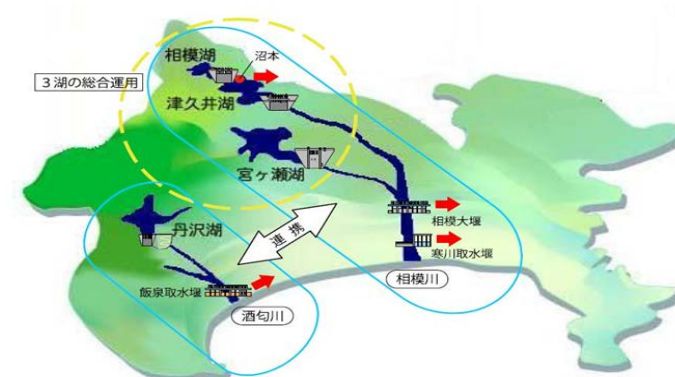 相模湖
沼本
3湖の総合運用
津久井湖
宮ヶ瀬湖
丹沢湖
連携
相模大堰
寒川取水堰
相模川
飯泉取水堰
酒匂川